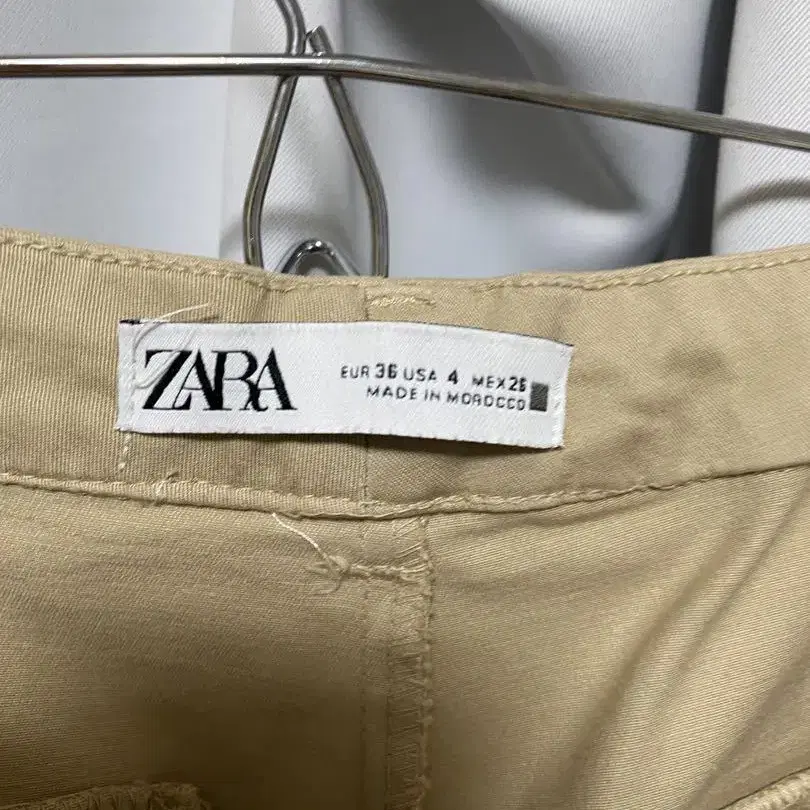 ZARA
EUR 36 USA 4 MEX 26
MADE IN MOROCCO